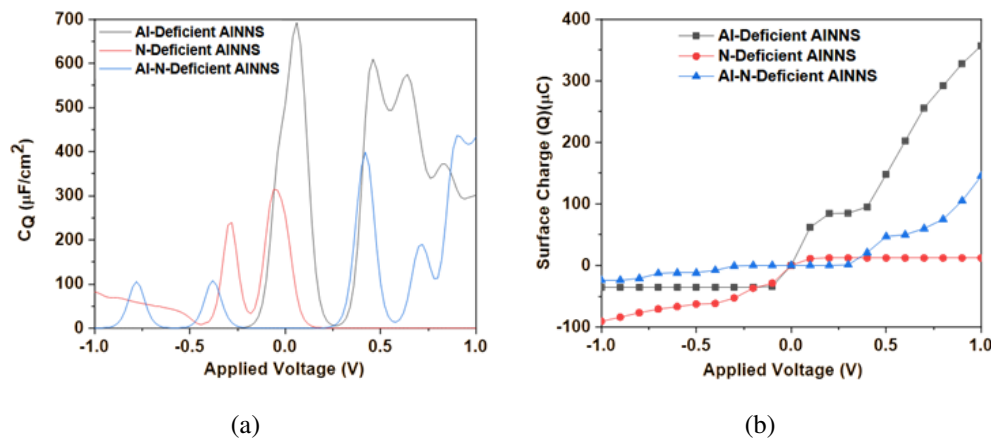 700
600
500
400
300
200
100
0
-1.0
-0.5
0.0
0.5
1.0
CQ (µF/cm²)
Applied Voltage (V)
Al-Deficient AlNNS
N-Deficient AlNNS
Al-N-Deficient AlNNS
(a)
400
300
200
100
0
-100
-1.0
-0.5
0.0
0.5
1.0
Surface Charge (Q)(µC)
Applied Voltage (V)
Al-Deficient AlNNS
N-Deficient AlNNS
Al-N-Deficient AlNNS
(b)